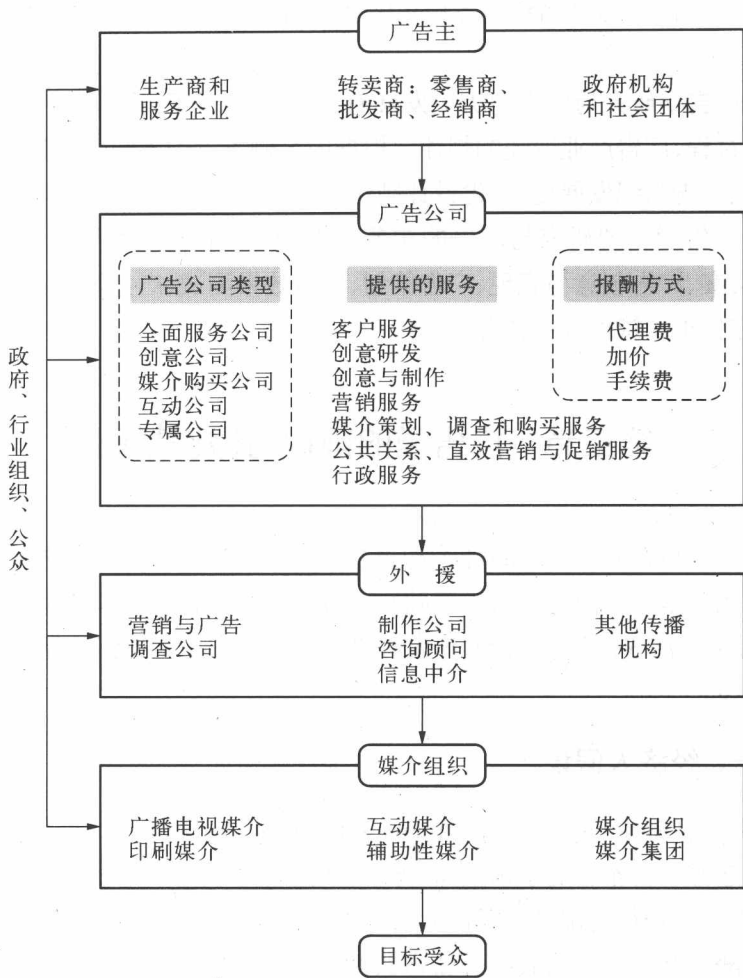 广告主
生产商和
服务企业
转卖商：零售商、
批发商、经销商
政府机构
和社会团体
广告公司
广告公司类型
全面服务公司
创意公司
媒介购买公司
互动公司
专属公司
提供的服务
客户服务
创意研发
创意与制作
营销服务
媒介策划、调查和购买服务
公共关系、直效营销与促销服务
行政服务
报酬方式
代理费
加价
手续费
政府、行业组织、公众
外 援
营销与广告
调查公司
制作公司
咨询顾问
信息中介
其他传播
机构
媒介组织
广播电视媒介
印刷媒介
互动媒介
辅助性媒介
媒介组织
媒介集团
目标受众